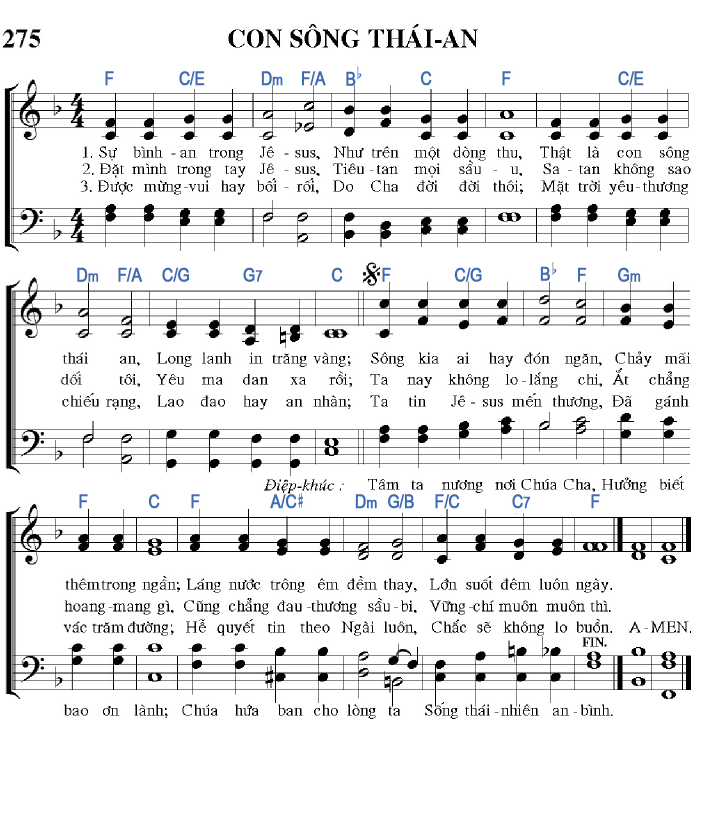 275 CON SÔNG THÁI-AN
F C/E Dm F/A B♭ C F C/E
1. Sự bình-an trong Jê-sus, Như trên một dòng thu, Thật là con sông
2. Đặt mình trong tay Jê-sus, Tiêu-tan mọi sầu-u, Sa-tan không sao
3. Được mừng-vui hay bối-rối, Do Cha đời đời thôi; Mặt trời yêu-thương
Dm F/A C/G G7 C F C/G B♭ F Gm
thái an, Long lanh in trăng vàng; Sông kia ai hay đón ngăn, Chảy mãi
dối tôi, Yêu ma dan xa rồi; Ta nay không lo-lắng chi, Ắt chẳng
chiếu rạng, Lao đao hay an nhàn; Ta tin Jê-sus mến thương, Đã gánh
Điệp-khúc : Tâm ta nương nơi Chúa Cha, Hưởng biết
F C F A/C♯ Dm G/B F/C C7 F
thêm trong ngần; Láng nước trông êm đềm thay, Lớn suốt đêm luôn ngày.
hoang-mang gì, Cũng chẳng đau-thương sầu-bi, Vững-chí muôn muôn thì.
vác trăm đường; Hễ quyết tin theo Ngài luôn, Chắc sẽ không lo buồn. A-MEN.
FIN.
bao ơn lành; Chúa hứa ban cho lòng ta Sống thái-nhiên an-bình.